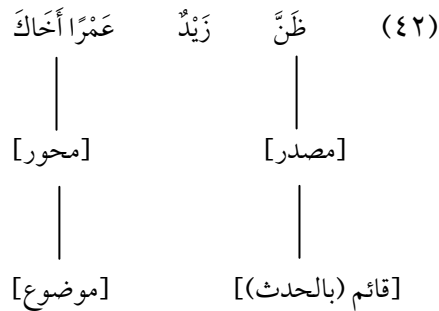 (٤٢) ظَنَّ زَيْدٌ عَمْرًا أَخَاكَ
[مصدر] [محور]
[قائم (بالحدث)] [موضوع]